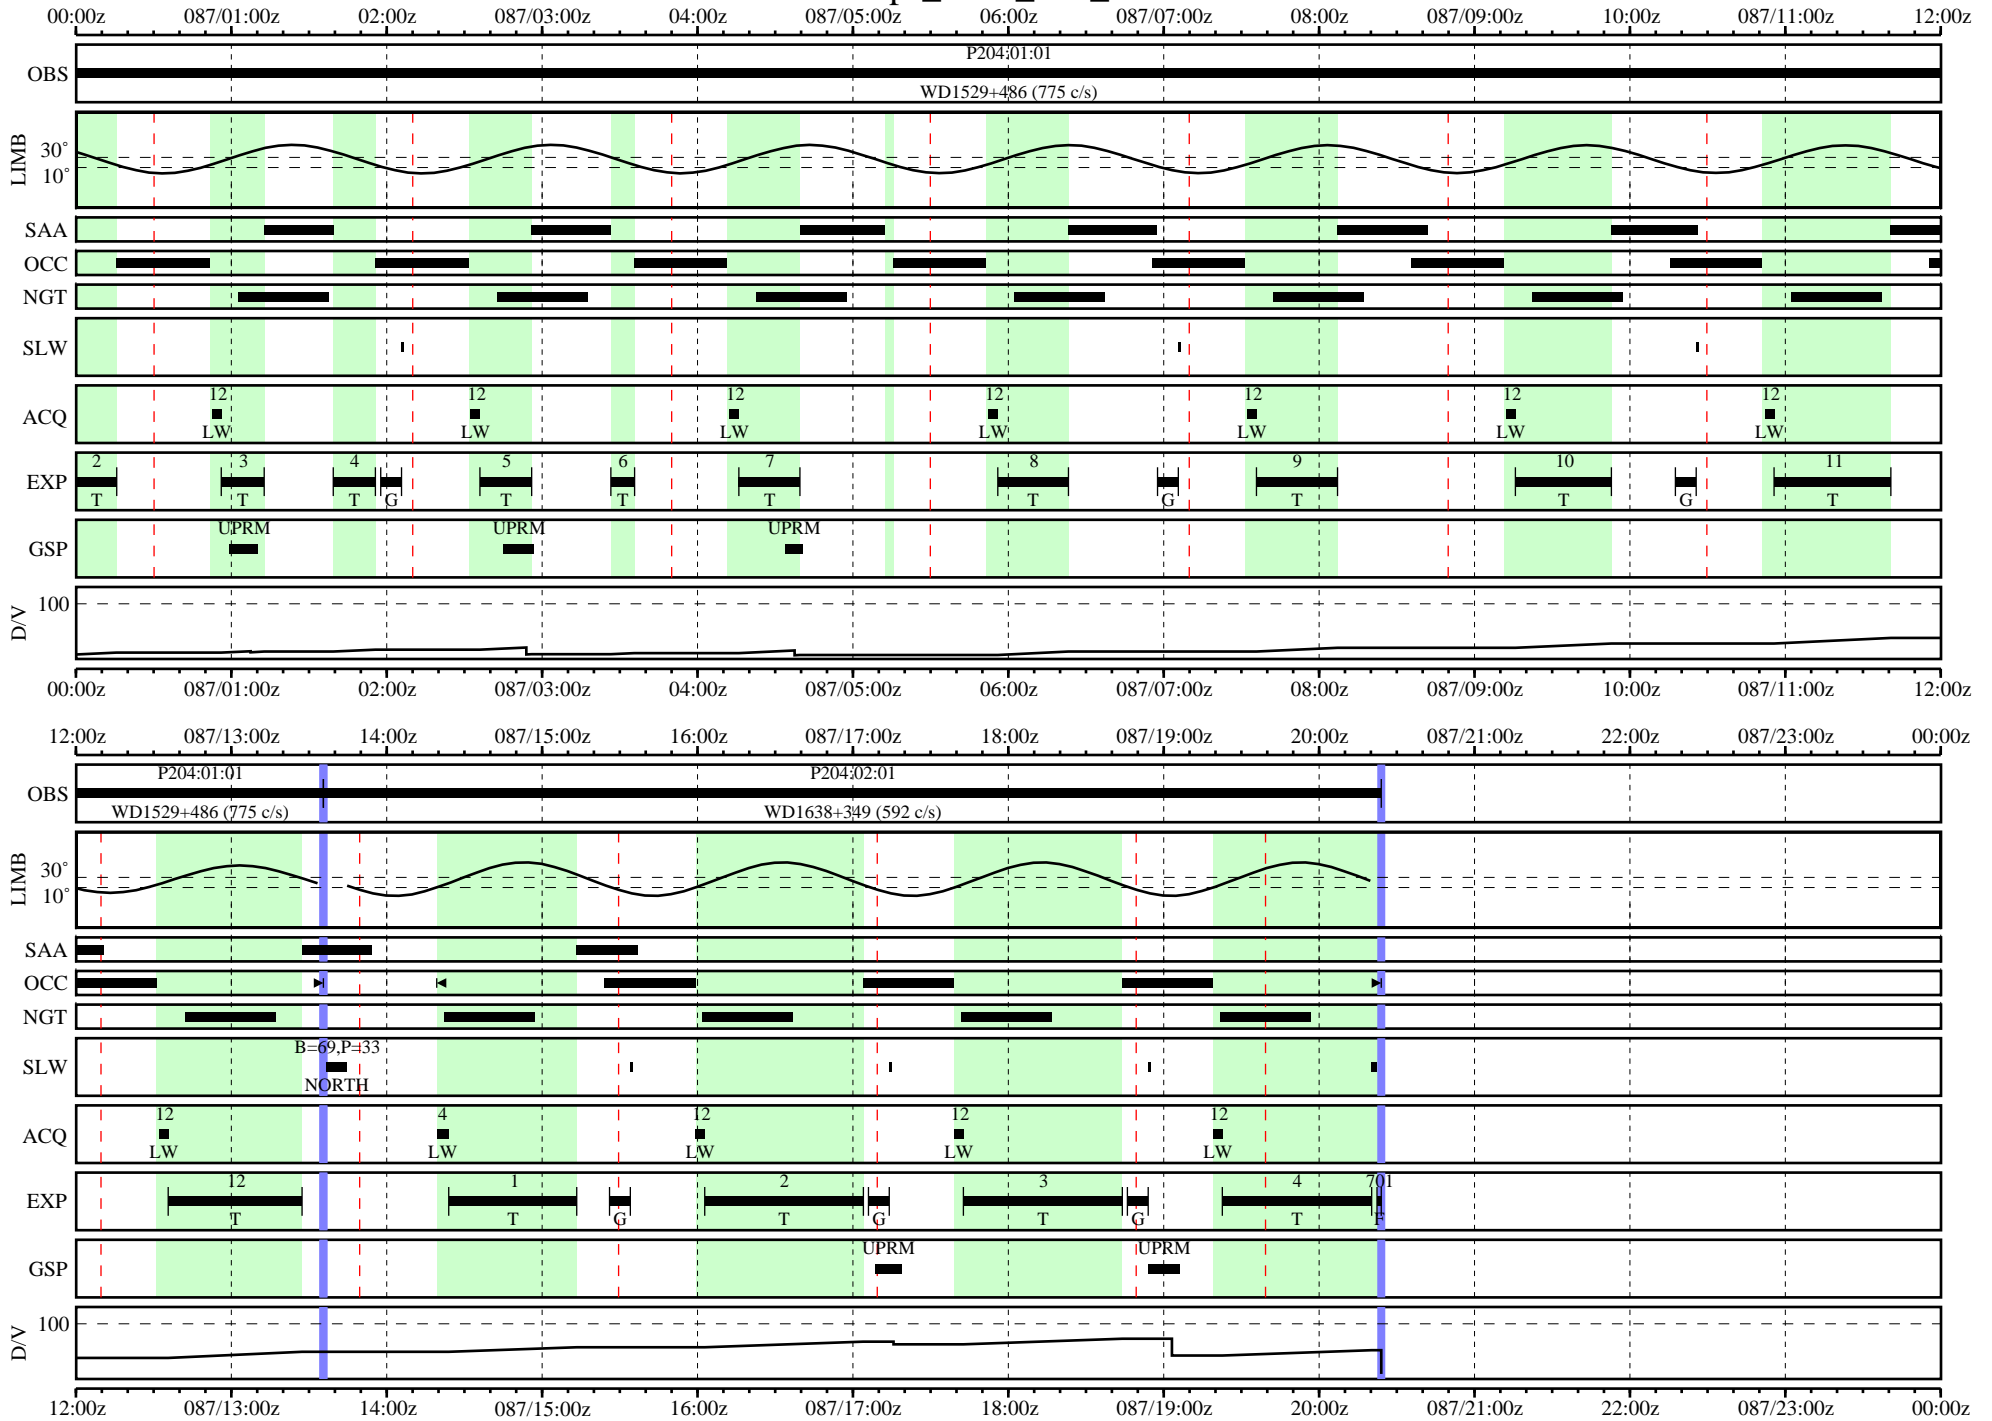 00:00z 087/01:00z 02:00z 087/03:00z 04:00z 087/05:00z 06:00z 087/07:00z 08:00z 087/09:00z 10:00z 087/11:00z 12:00z
P204:01:01
OBS
WD1529+486 (775 c/s)
LIMB 30° 10°
SAA
OCC
NGT
SLW
12 12 12 12 12 12 12
ACQ
LW LW LW LW LW LW LW
2 3 4 5 6 7 8 9 10 11
EXP
T T T G T T T T G T T G T
UPRM UPRM UPRM
GSP
D/V 100
00:00z 087/01:00z 02:00z 087/03:00z 04:00z 087/05:00z 06:00z 087/07:00z 08:00z 087/09:00z 10:00z 087/11:00z 12:00z
12:00z 087/13:00z 14:00z 087/15:00z 16:00z 087/17:00z 18:00z 087/19:00z 20:00z 087/21:00z 22:00z 087/23:00z 00:00z
P204:01:01 P204:02:01
OBS
WD1529+486 (775 c/s) WD1638+349 (592 c/s)
LIMB 30° 10°
SAA
OCC
NGT
B=69,P=33
SLW
NORTH
12 4 12 12 12
ACQ
LW LW LW LW LW
12 1 2 3 4 701
EXP
T T G T G T G T F
UPRM UPRM
GSP
D/V 100
12:00z 087/13:00z 14:00z 087/15:00z 16:00z 087/17:00z 18:00z 087/19:00z 20:00z 087/21:00z 22:00z 087/23:00z 00:00z